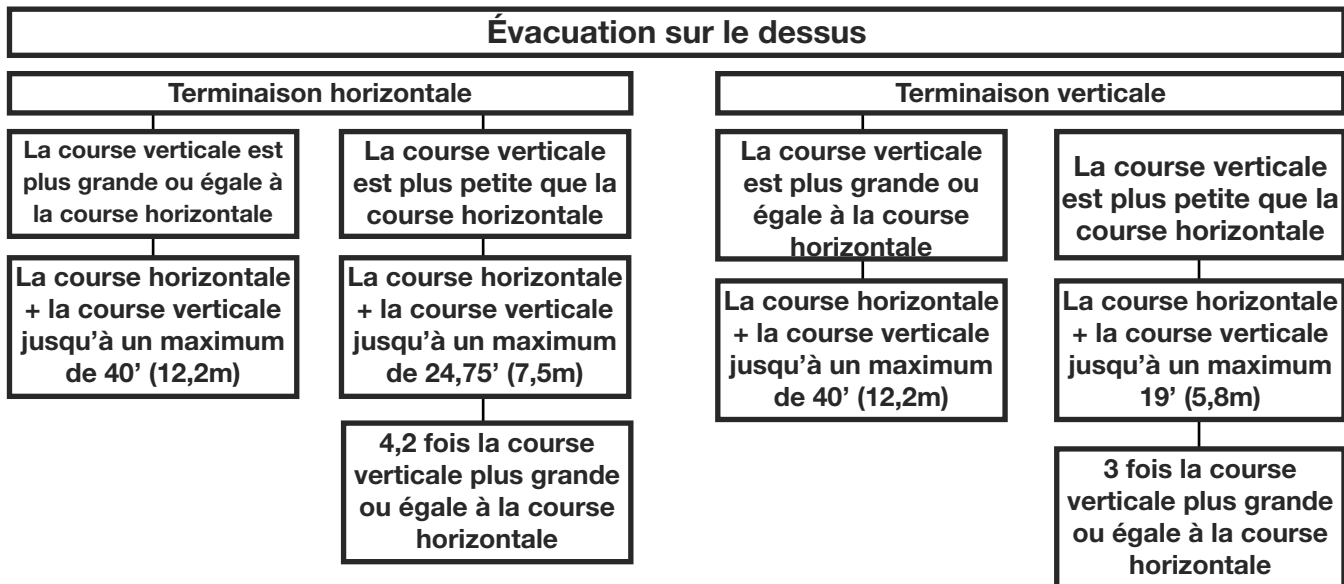 Évacuation sur le dessus
Terminaison horizontale
La course verticale est
plus grande ou égale à
la course horizontale
La course horizontale
+ la course verticale
jusqu'à un maximum
de 40' (12,2m)
La course verticale
est plus petite que la
course horizontale
La course horizontale
+ la course verticale
jusqu'à un maximum
de 24,75' (7,5m)
4,2 fois la course
verticale plus grande
ou égale à la course
horizontale
Terminaison verticale
La course verticale
est plus grande ou
égale à la course
horizontale
La course horizontale
+ la course verticale
jusqu'à un maximum
de 40' (12,2m)
La course verticale
est plus petite que la
course horizontale
La course horizontale
+ la course verticale
jusqu'à un maximum
19' (5,8m)
3 fois la course
verticale plus grande
ou égale à la course
horizontale